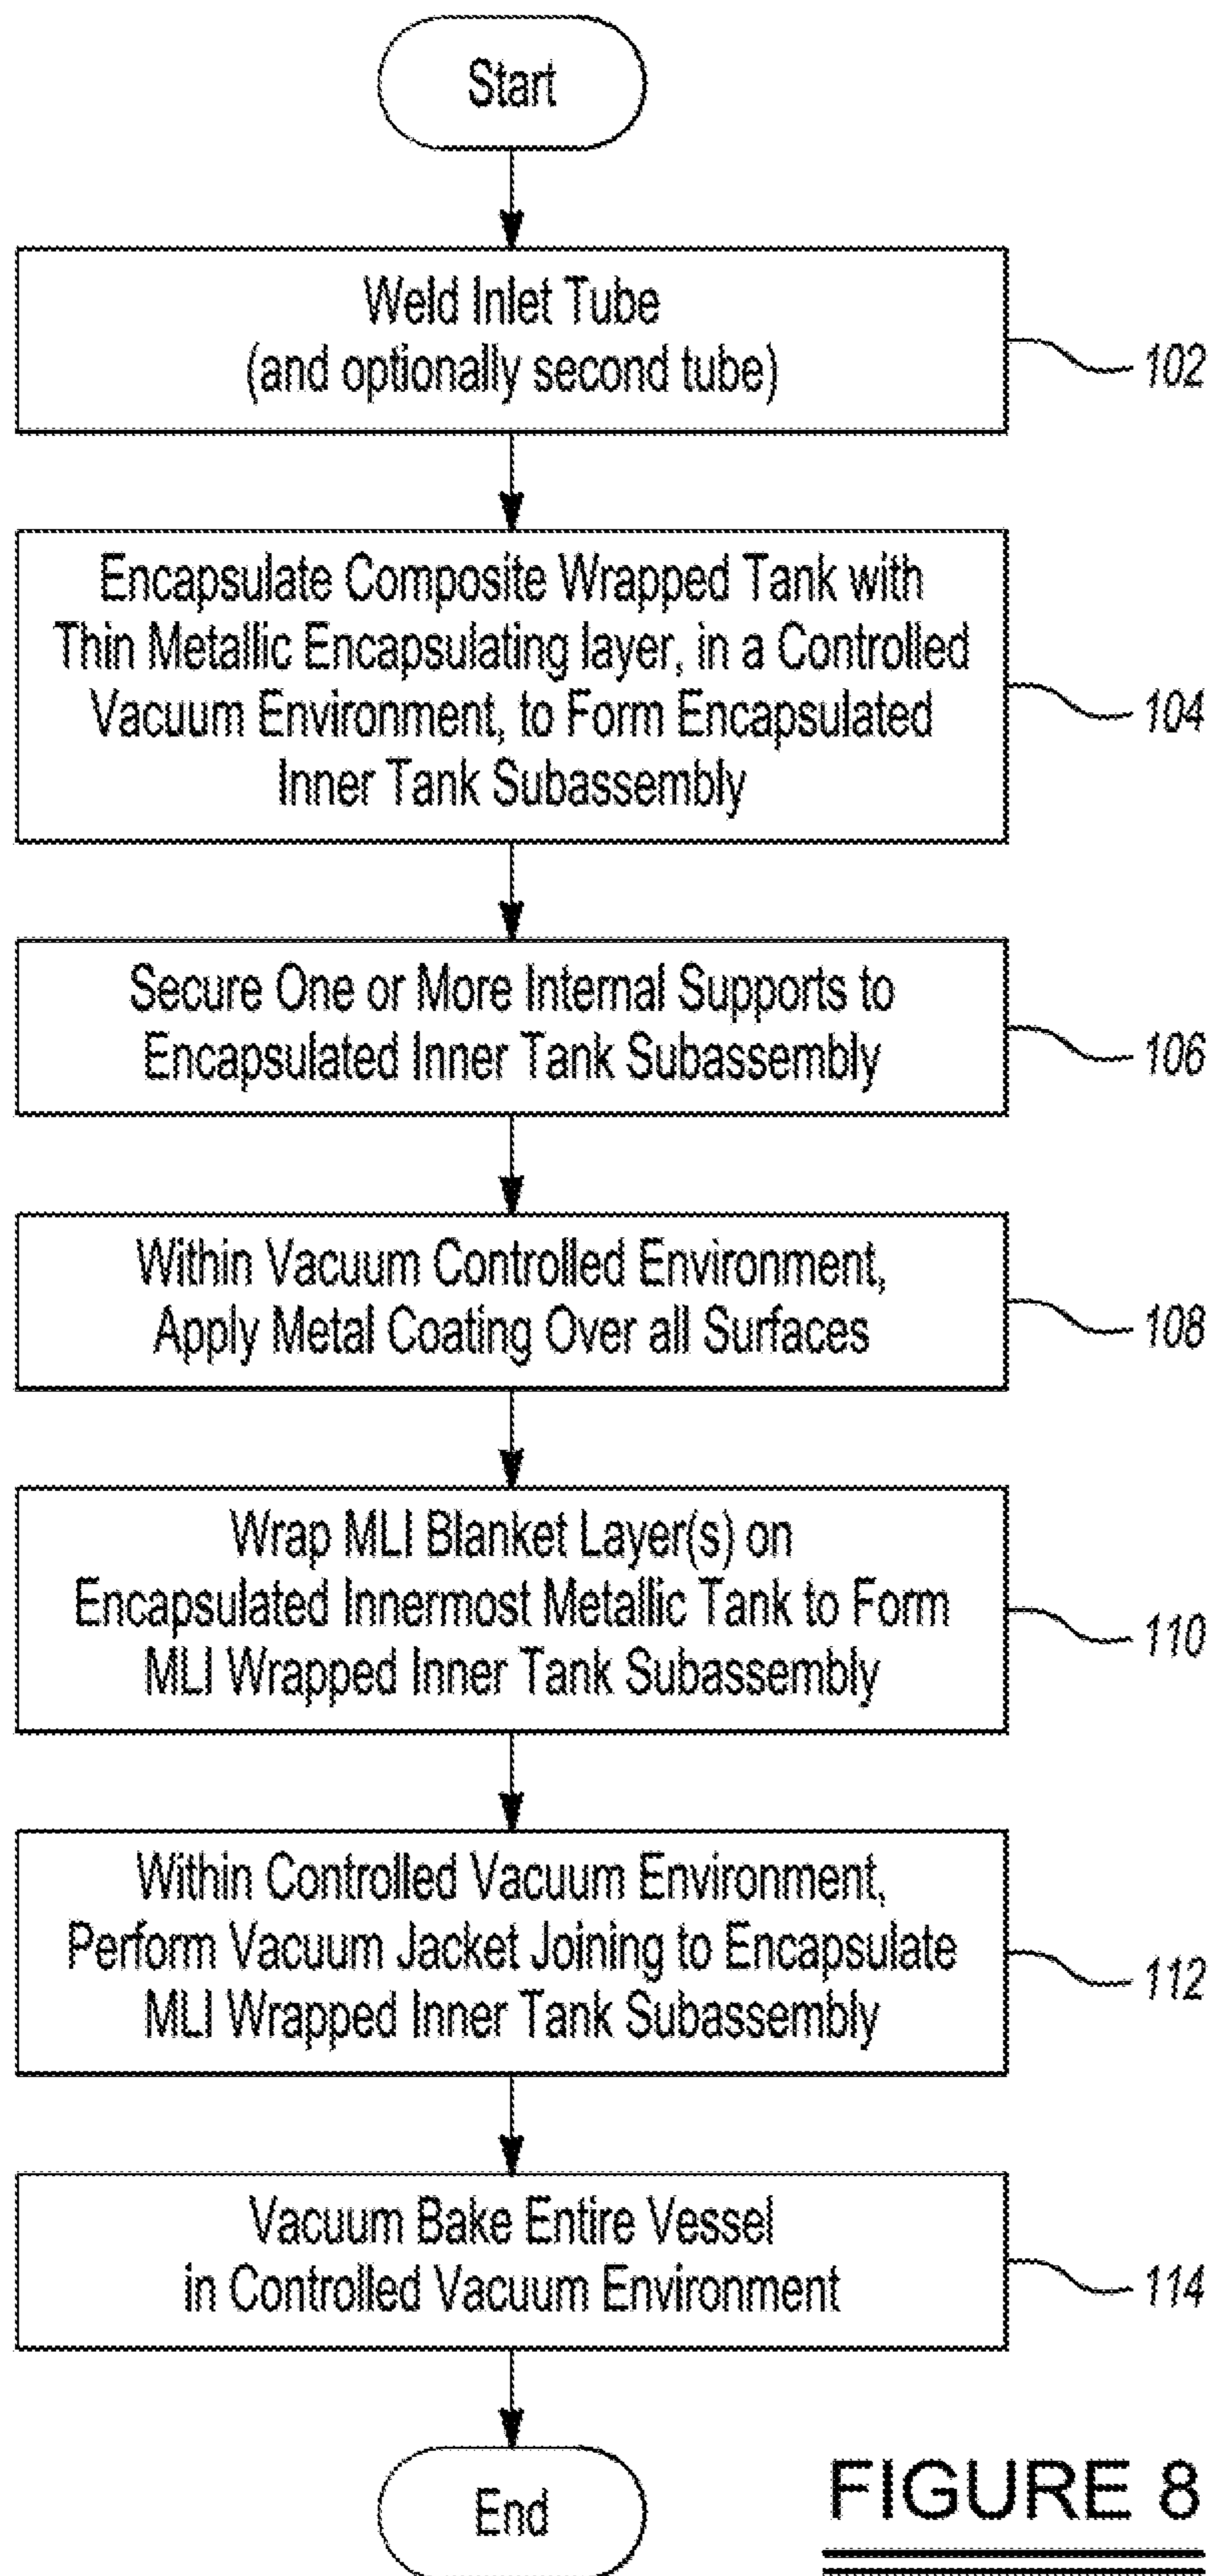 Start
Weld Inlet Tube
(and optionally second tube)
102
Encapsulate Composite Wrapped Tank with
Thin Metallic Encapsulating layer, in a Controlled
Vacuum Environment, to Form Encapsulated
Inner Tank Subassembly
104
Secure One or More Internal Supports to
Encapsulated Inner Tank Subassembly
106
Within Vacuum Controlled Environment,
Apply Metal Coating Over all Surfaces
108
Wrap MLI Blanket Layer(s) on
Encapsulated Innermost Metallic Tank to Form
MLI Wrapped Inner Tank Subassembly
110
Within Controlled Vacuum Environment,
Perform Vacuum Jacket Joining to Encapsulate
MLI Wrapped Inner Tank Subassembly
112
Vacuum Bake Entire Vessel
in Controlled Vacuum Environment
114
End
FIGURE 8